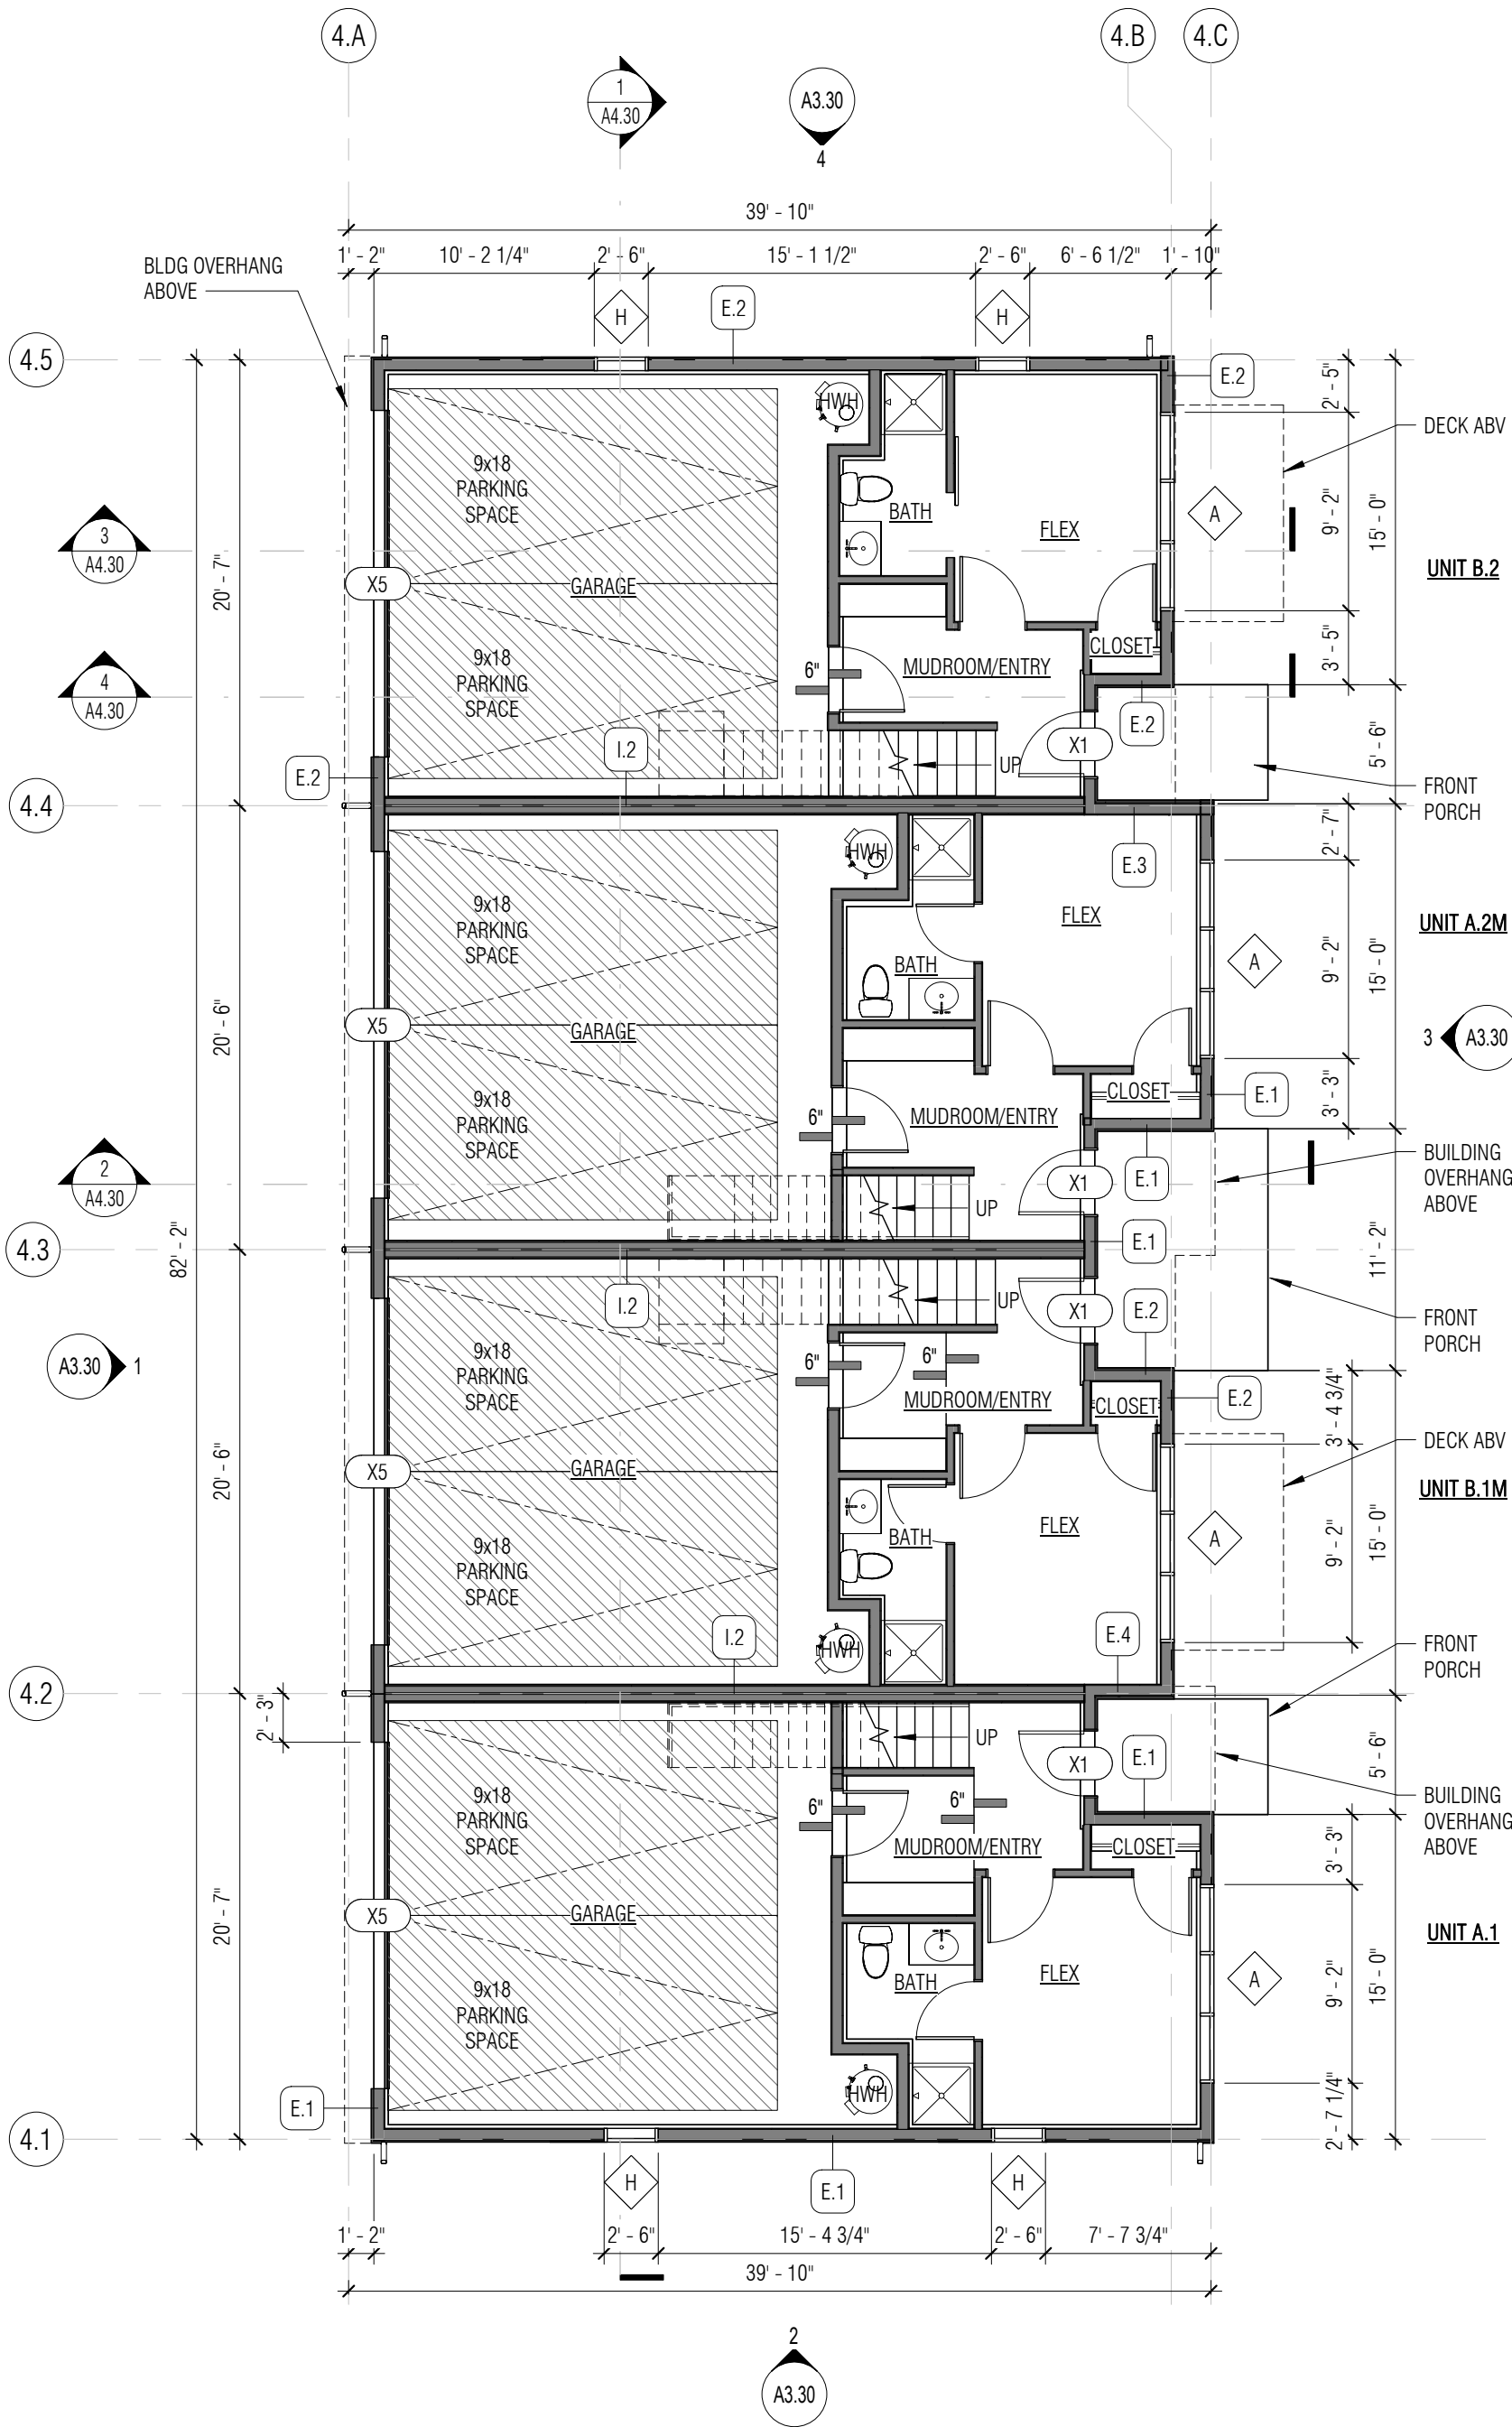 4.A
4.B
4.C
1
A4.30
A3.30
4
39' - 10"
1' - 2"
10' - 2 1/4"
2' - 6"
15' - 1 1/2"
2' - 6"
6' - 6 1/2"
1' - 10"
BLDG OVERHANG
ABOVE
H
E.2
H
4.5
E.2
2' - 5"
DECK ABV
HWH
9x18
PARKING
SPACE
BATH
FLEX
A
9' - 2"
15' - 0"
3
A4.30
UNIT B.2
20' - 7"
X5
GARAGE
9x18
PARKING
SPACE
6"
MUDROOM/ENTRY
CLOSET
3' - 5"
4
A4.30
E.2
X1
I.2
UP
E.2
5' - 6"
FRONT
PORCH
4.4
2' - 7"
HWH
E.3
9x18
PARKING
SPACE
FLEX
UNIT A.2M
BATH
A
9' - 2"
15' - 0"
20' - 6"
X5
GARAGE
3
A3.30
9x18
PARKING
SPACE
6"
MUDROOM/ENTRY
CLOSET
E.1
3' - 3"
2
A4.30
X1
E.1
BUILDING
OVERHANG
ABOVE
UP
82' - 2"
4.3
E.1
11' - 2"
I.2
UP
X1
E.2
FRONT
PORCH
A3.30
1
9x18
PARKING
SPACE
6"
6"
MUDROOM/ENTRY
CLOSET
E.2
3' - 4 3/4"
DECK ABV
20' - 6"
X5
GARAGE
UNIT B.1M
BATH
FLEX
A
9' - 2"
15' - 0"
9x18
PARKING
SPACE
I.2
HWH
E.4
FRONT
PORCH
4.2
2' - 3"
UP
X1
E.1
5' - 6"
9x18
PARKING
SPACE
6"
6"
MUDROOM/ENTRY
CLOSET
BUILDING
OVERHANG
ABOVE
3' - 3"
20' - 7"
X5
GARAGE
UNIT A.1
BATH
FLEX
A
9' - 2"
15' - 0"
9x18
PARKING
SPACE
E.1
HWH
2' - 7 1/4"
4.1
H
E.1
H
1' - 2"
2' - 6"
15' - 4 3/4"
2' - 6"
7' - 7 3/4"
39' - 10"
2
A3.30